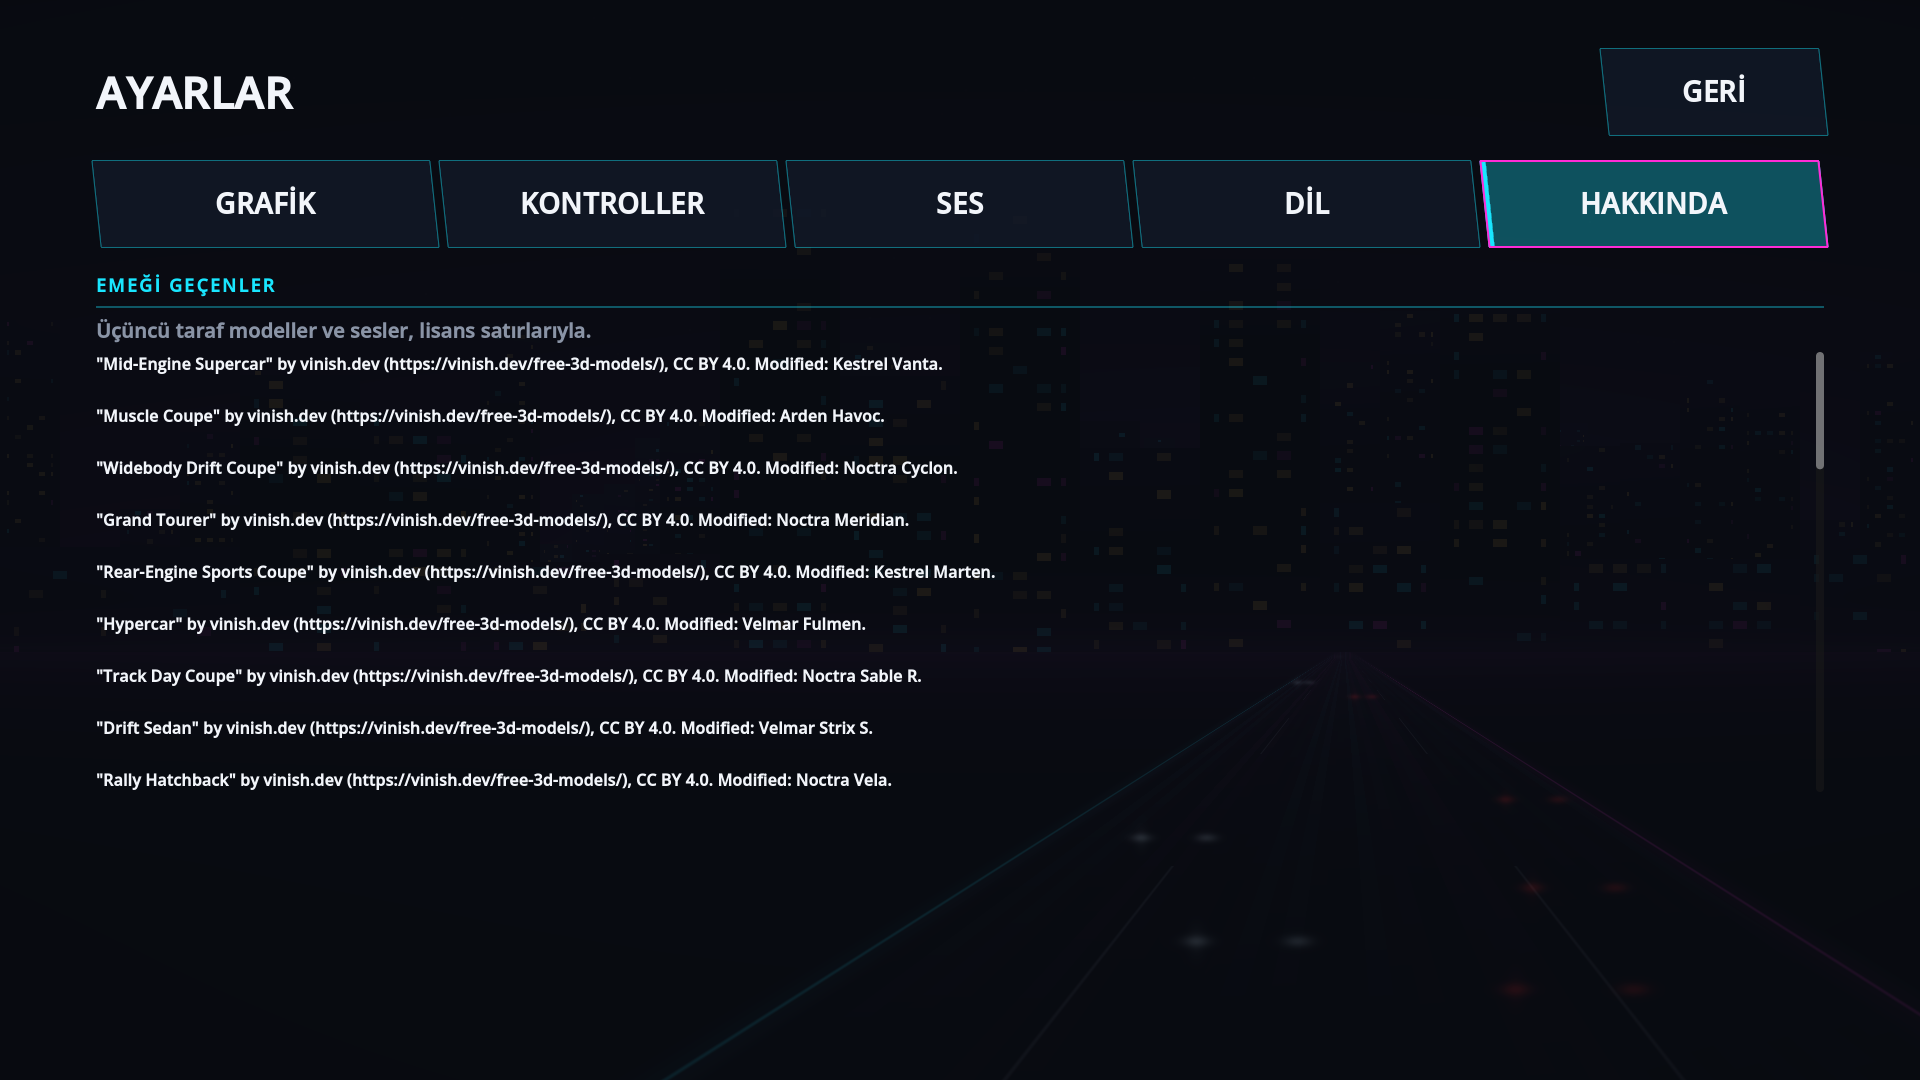 AYARLAR
GERİ
GRAFİK
KONTROLLER
SES
DİL
HAKKINDA
EMEĞİ GEÇENLER
Üçüncü taraf modeller ve sesler, lisans satırlarıyla.
"Mid-Engine Supercar" by vinish.dev (https://vinish.dev/free-3d-models/), CC BY 4.0. Modified: Kestrel Vanta.
"Muscle Coupe" by vinish.dev (https://vinish.dev/free-3d-models/), CC BY 4.0. Modified: Arden Havoc.
"Widebody Drift Coupe" by vinish.dev (https://vinish.dev/free-3d-models/), CC BY 4.0. Modified: Noctra Cyclon.
"Grand Tourer" by vinish.dev (https://vinish.dev/free-3d-models/), CC BY 4.0. Modified: Noctra Meridian.
"Rear-Engine Sports Coupe" by vinish.dev (https://vinish.dev/free-3d-models/), CC BY 4.0. Modified: Kestrel Marten.
"Hypercar" by vinish.dev (https://vinish.dev/free-3d-models/), CC BY 4.0. Modified: Velmar Fulmen.
"Track Day Coupe" by vinish.dev (https://vinish.dev/free-3d-models/), CC BY 4.0. Modified: Noctra Sable R.
"Drift Sedan" by vinish.dev (https://vinish.dev/free-3d-models/), CC BY 4.0. Modified: Velmar Strix S.
"Rally Hatchback" by vinish.dev (https://vinish.dev/free-3d-models/), CC BY 4.0. Modified: Noctra Vela.